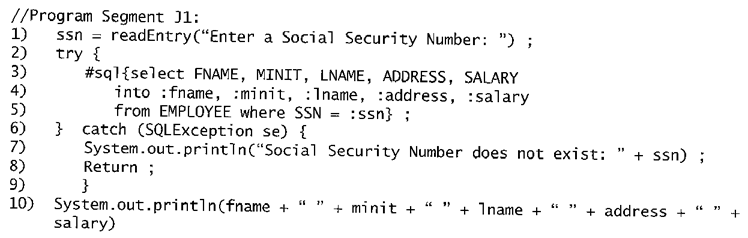 //Program Segment J1:
1) ssn = readEntry(“Enter a Social Security Number: ”) ;
2) try {
3) #sql{select FNAME, MINIT, LNAME, ADDRESS, SALARY
4) into :fname, :minit, :lname, :address, :salary
5) from EMPLOYEE where SSN = :ssn} ;
6) } catch (SQLException se) {
7) System.out.println(“Social Security Number does not exist: ” + ssn) ;
8) Return ;
9) }
10) System.out.println(fname + “ ” + minit + “ ” + lname + “ ” + address + “ ” +
salary)